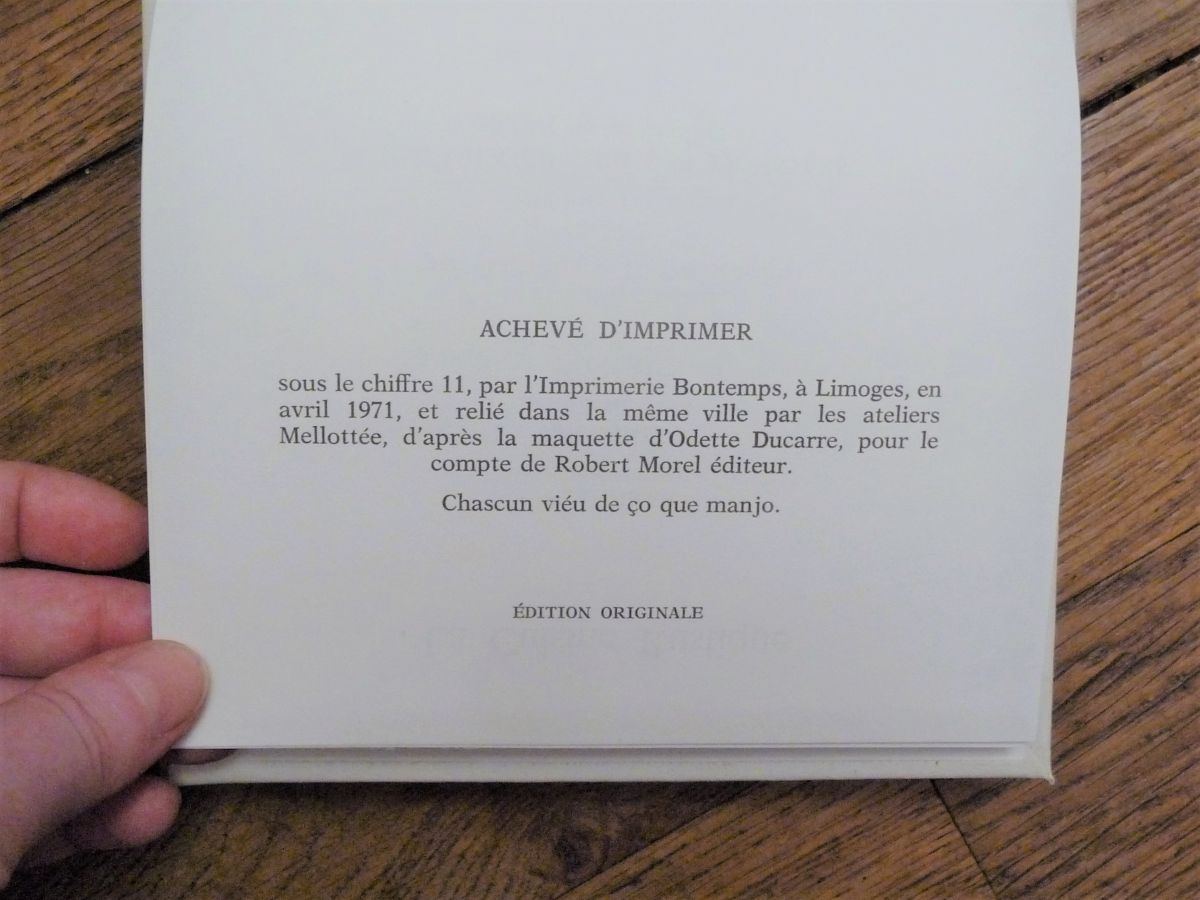 ACHEVÉ D'IMPRIMER
sous le chiffre 11, par l'Imprimerie Bontemps, à Limoges, en
avril 1971, et relié dans la même ville par les ateliers
Mellottée, d'après la maquette d'Odette Ducarre, pour le
compte de Robert Morel éditeur.
Chascun viéu de ço que manjo.
ÉDITION ORIGINALE